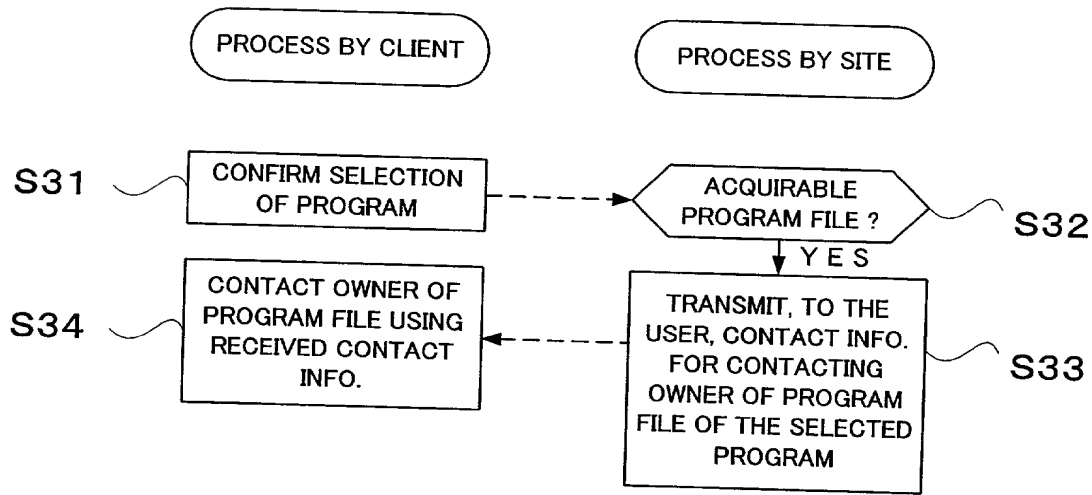 PROCESS BY CLIENT
PROCESS BY SITE
S31
CONFIRM SELECTION
OF PROGRAM
ACQUIRABLE
PROGRAM FILE ?
S32
YES
S34
CONTACT OWNER OF
PROGRAM FILE USING
RECEIVED CONTACT
INFO.
TRANSMIT, TO THE
USER, CONTACT INFO.
FOR CONTACTING
OWNER OF PROGRAM
FILE OF THE SELECTED
PROGRAM
S33